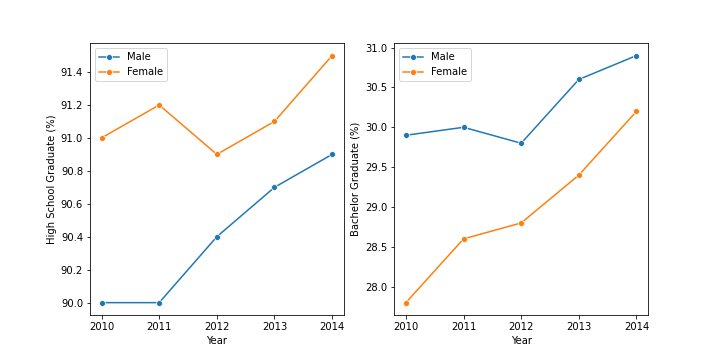 Male
Female
High School Graduate (%)
91.4
91.2
91.0
90.8
90.6
90.4
90.2
90.0
2010 2011 2012 2013 2014
Year
Male
Female
Bachelor Graduate (%)
31.0
30.5
30.0
29.5
29.0
28.5
28.0
2010 2011 2012 2013 2014
Year